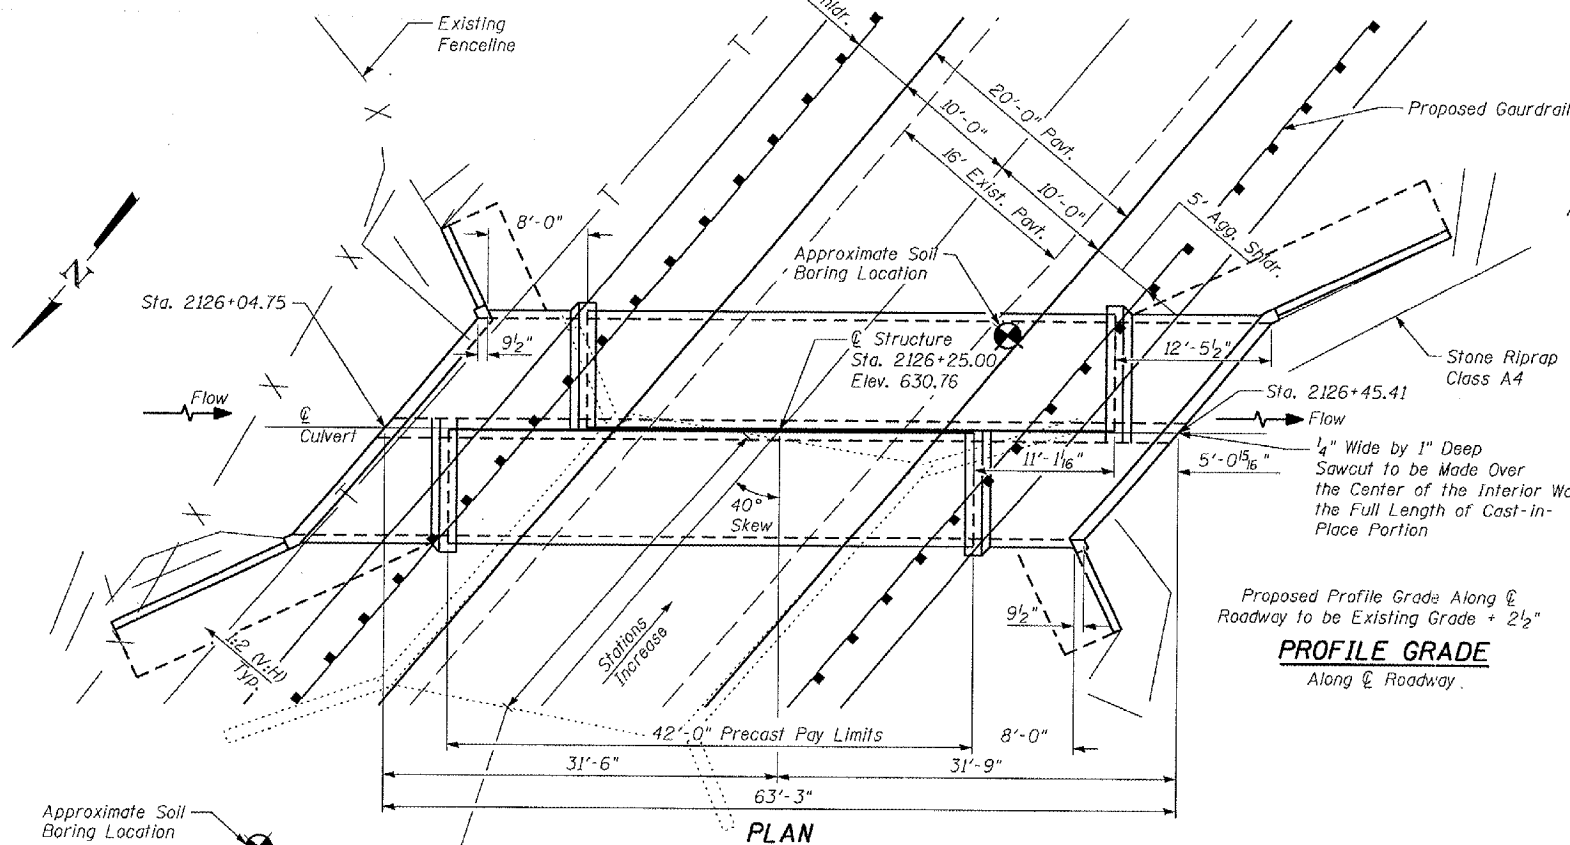 Existing
Fenceline
hldr.
20'-0" Pavt.
10'-0"
16' Exist. Pavt.
10'-0"
5' Agg. Shldr.
Proposed Gaurdrail
T
T
T
X
X
X
X
X
X
N
8'-0"
Approximate Soil
Boring Location
Sta. 2126+04.75
9½"
℄ Structure
Sta. 2126+25.00
Elev. 630.76
12'-5½"
Stone Riprap
Class A4
Sta. 2126+45.41
Flow
℄
Culvert
Flow
11'-1 1/16"
5'-0 15/16"
¼" Wide by 1" Deep
Sawcut to be Made Over
the Center of the Interior
the Full Length of Cast-in-
Place Portion
40°
Skew
1:2 (V:H)
Typ.
Stations
Increase
9½"
Proposed Profile Grade Along ℄
Roadway to be Existing Grade + 2½"
PROFILE GRADE
Along ℄ Roadway
42'-0" Precast Pay Limits
8'-0"
31'-6"
31'-9"
63'-3"
PLAN
Approximate Soil
Boring Location